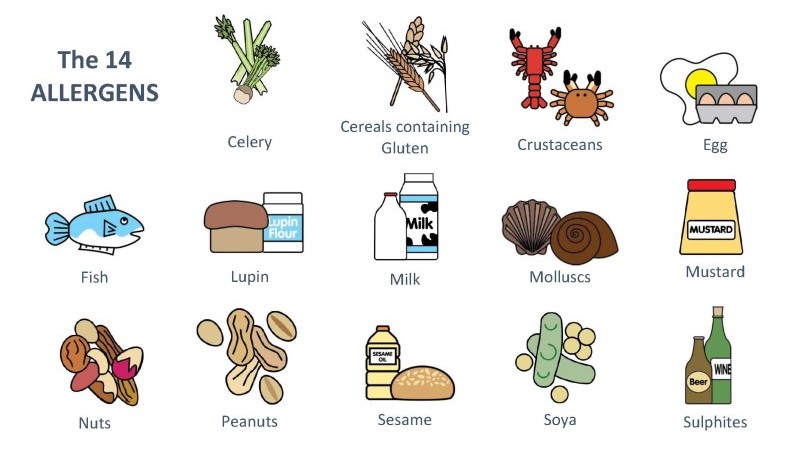 The 14
ALLERGENS
Celery
Cereals containing
Gluten
Crustaceans
Egg
Lupin
Flour
Milk
MUSTARD
Fish
Lupin
Milk
Molluscs
Mustard
SESAME
OIL
Beer
WINE
Nuts
Peanuts
Sesame
Soya
Sulphites